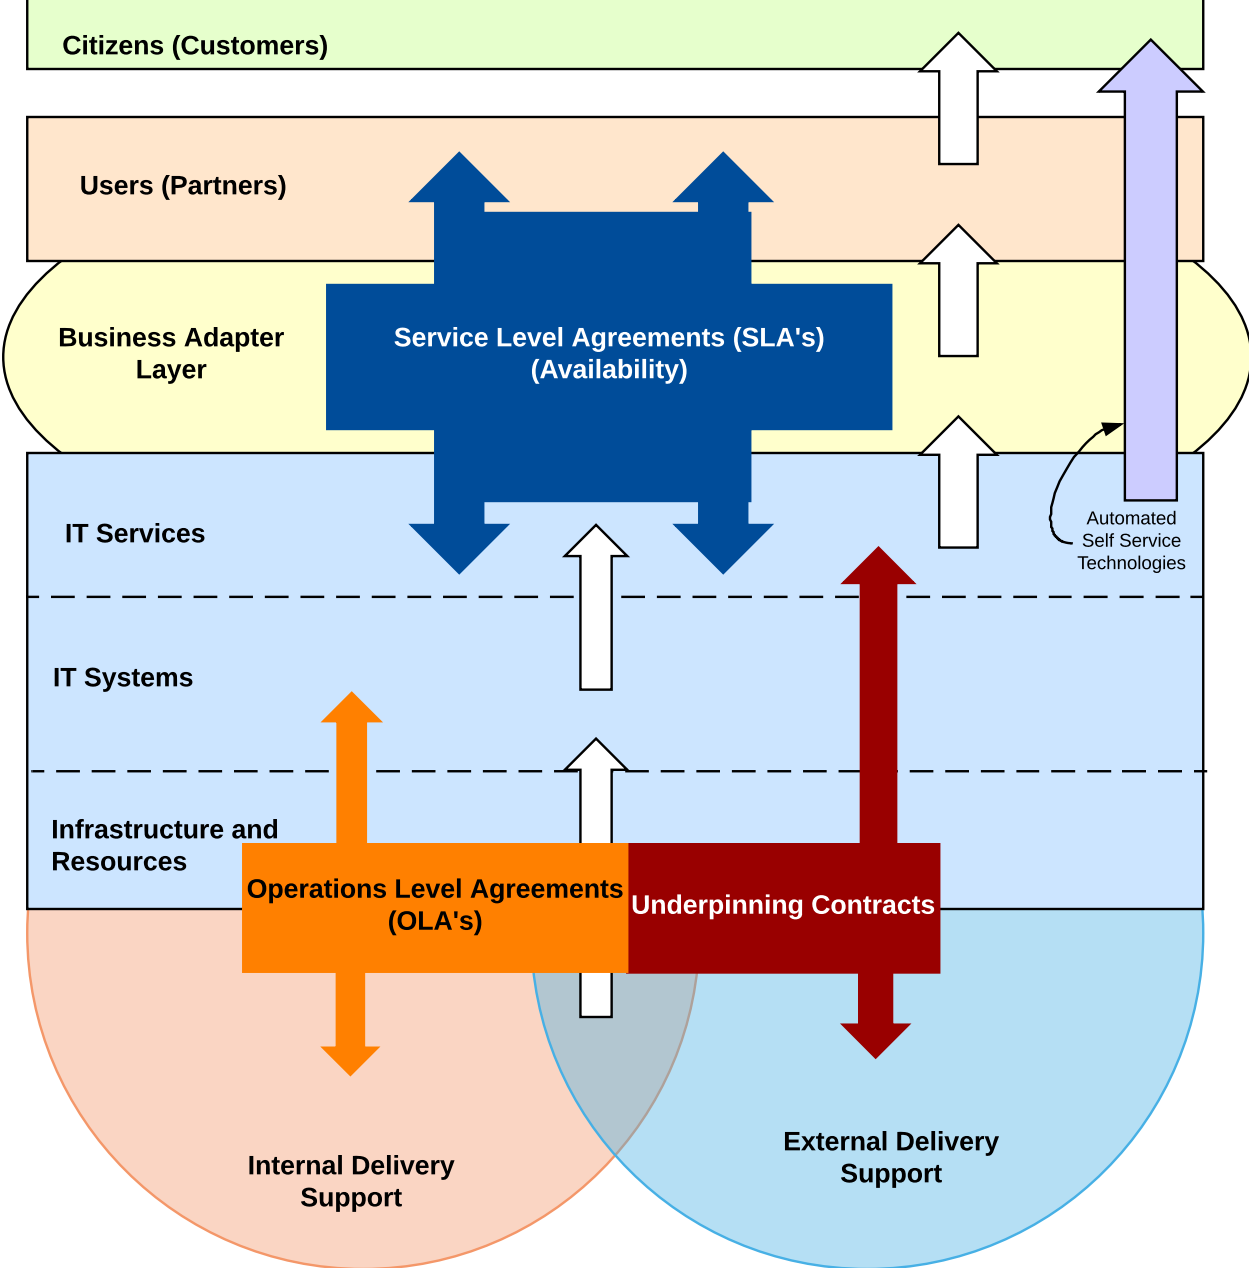 Citizens (Customers)
Users (Partners)
Business Adapter
Layer
Service Level Agreements (SLA's)
(Availability)
IT Services
Automated
Self Service
Technologies
IT Systems
Infrastructure and
Resources
Operations Level Agreements
(OLA's)
Underpinning Contracts
Internal Delivery
Support
External Delivery
Support